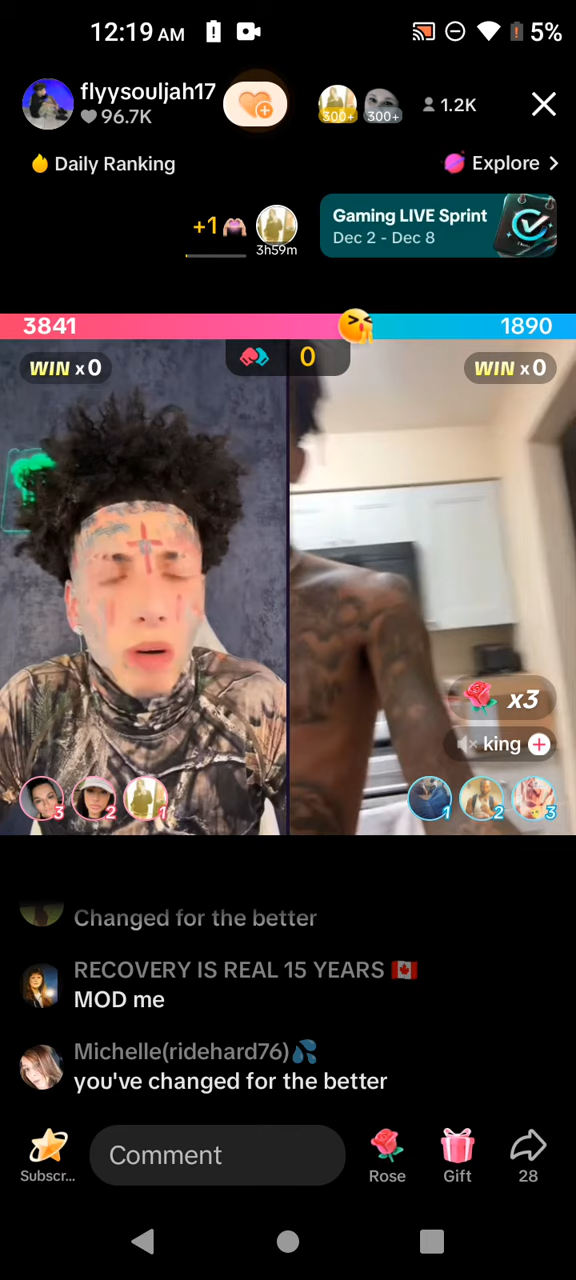 12:19 AM
5%
flyysouljah17
96.7K
300+
300+
1.2K
Daily Ranking
Explore >
+1
3h59m
Gaming LIVE Sprint
Dec 2 - Dec 8
3841
1890
WIN x0
0
WIN x0
x3
king +
3
2
1
1
2
3
Changed for the better
RECOVERY IS REAL 15 YEARS 🇨🇦
MOD me
Michelle(ridehard76)💦
you've changed for the better
Subscr...
Comment
Rose
Gift
28